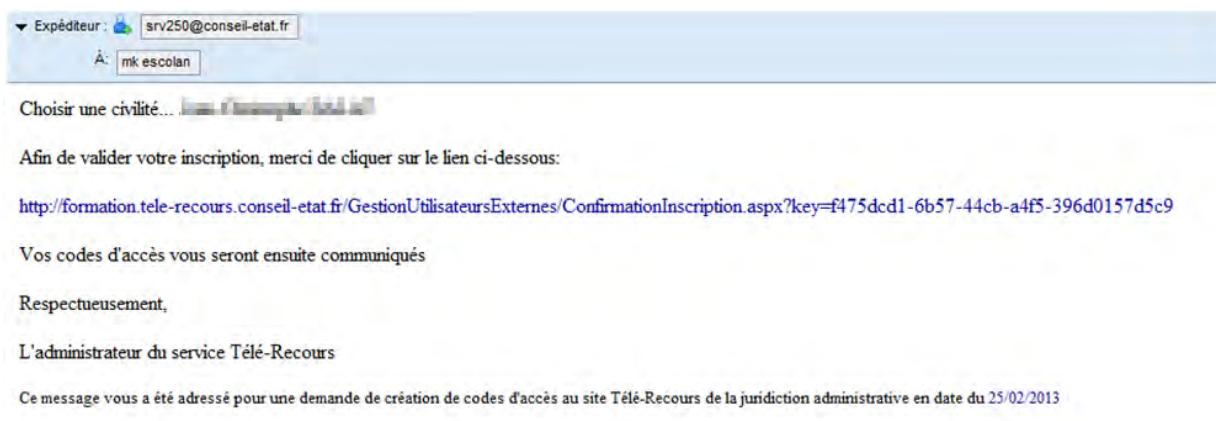 Expéditeur : srv250@conseil-etat.fr
À: mk escolan
Choisir une civilité...
Afin de valider votre inscription, merci de cliquer sur le lien ci-dessous:
http://formation.tele-recours.conseil-etat.fr/GestionUtilisateursExternes/ConfirmationInscription.aspx?key=f475dcd1-6b57-44cb-a4f5-396d0157d5c9
Vos codes d'accès vous seront ensuite communiqués
Respectueusement,
L'administrateur du service Télé-Recours
Ce message vous a été adressé pour une demande de création de codes d'accès au site Télé-Recours de la juridiction administrative en date du 25/02/2013